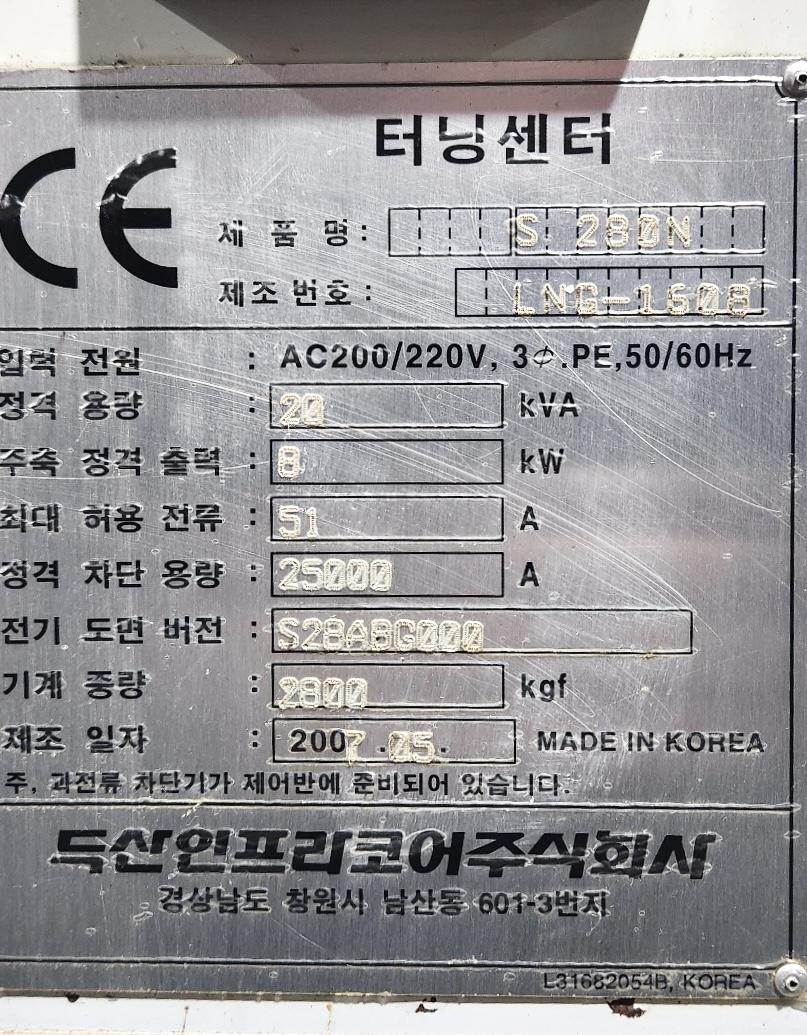 CE
터닝센터
제 품 명 : S 280N
제조 번호 : LNG-1608
입력 전원 : AC200/220V, 3⌀.PE,50/60Hz
정격 용량 : 20 kVA
주축 정격 출력 : 8 kW
최대 허용 전류 : 51 A
정격 차단 용량 : 25000 A
전기 도면 버전 : S28ABG000
기계 중량 : 2800 kgf
제조 일자 : 2007 .05. MADE IN KOREA
주, 과전류 차단기가 제어반에 준비되어 있습니다.
두산인프라코어주식회사
경상남도 창원시 남산동 601-3번지
L31682054B, KOREA